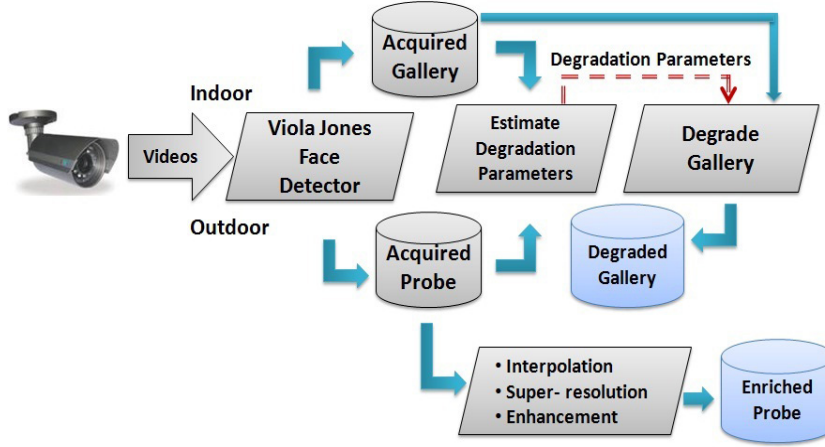 Acquired
Gallery
Degradation Parameters
Indoor
Videos
Viola Jones
Face
Detector
Estimate
Degradation
Parameters
Degrade
Gallery
Outdoor
Acquired
Probe
Degraded
Gallery
• Interpolation
• Super- resolution
• Enhancement
Enriched
Probe